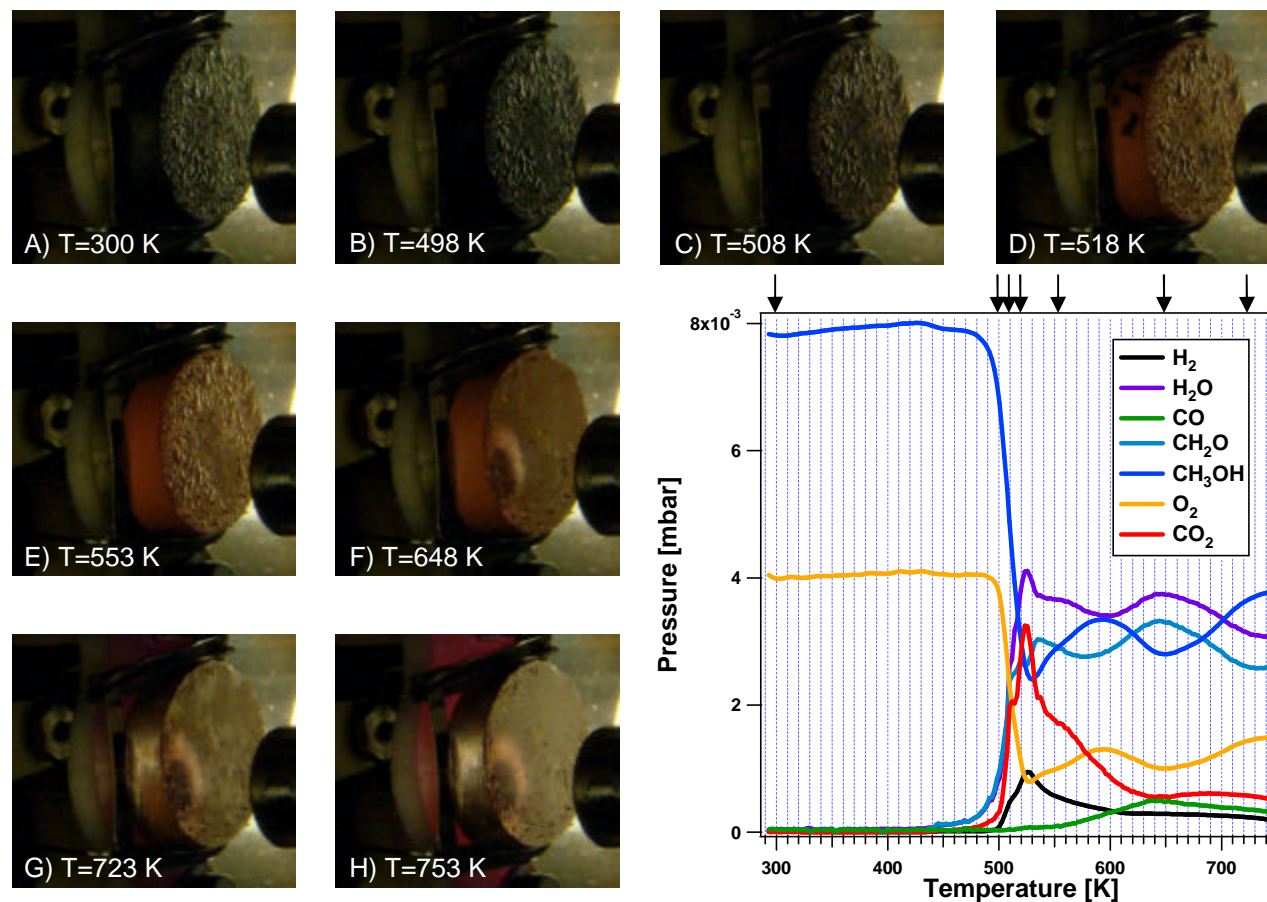 A) T=300 K
B) T=498 K
C) T=508 K
D) T=518 K
E) T=553 K
F) T=648 K
G) T=723 K
H) T=753 K
8x10⁻³
6
4
2
0
Pressure [mbar]
300
400
500
600
700
Temperature [K]
H₂
H₂O
CO
CH₂O
CH₃OH
O₂
CO₂